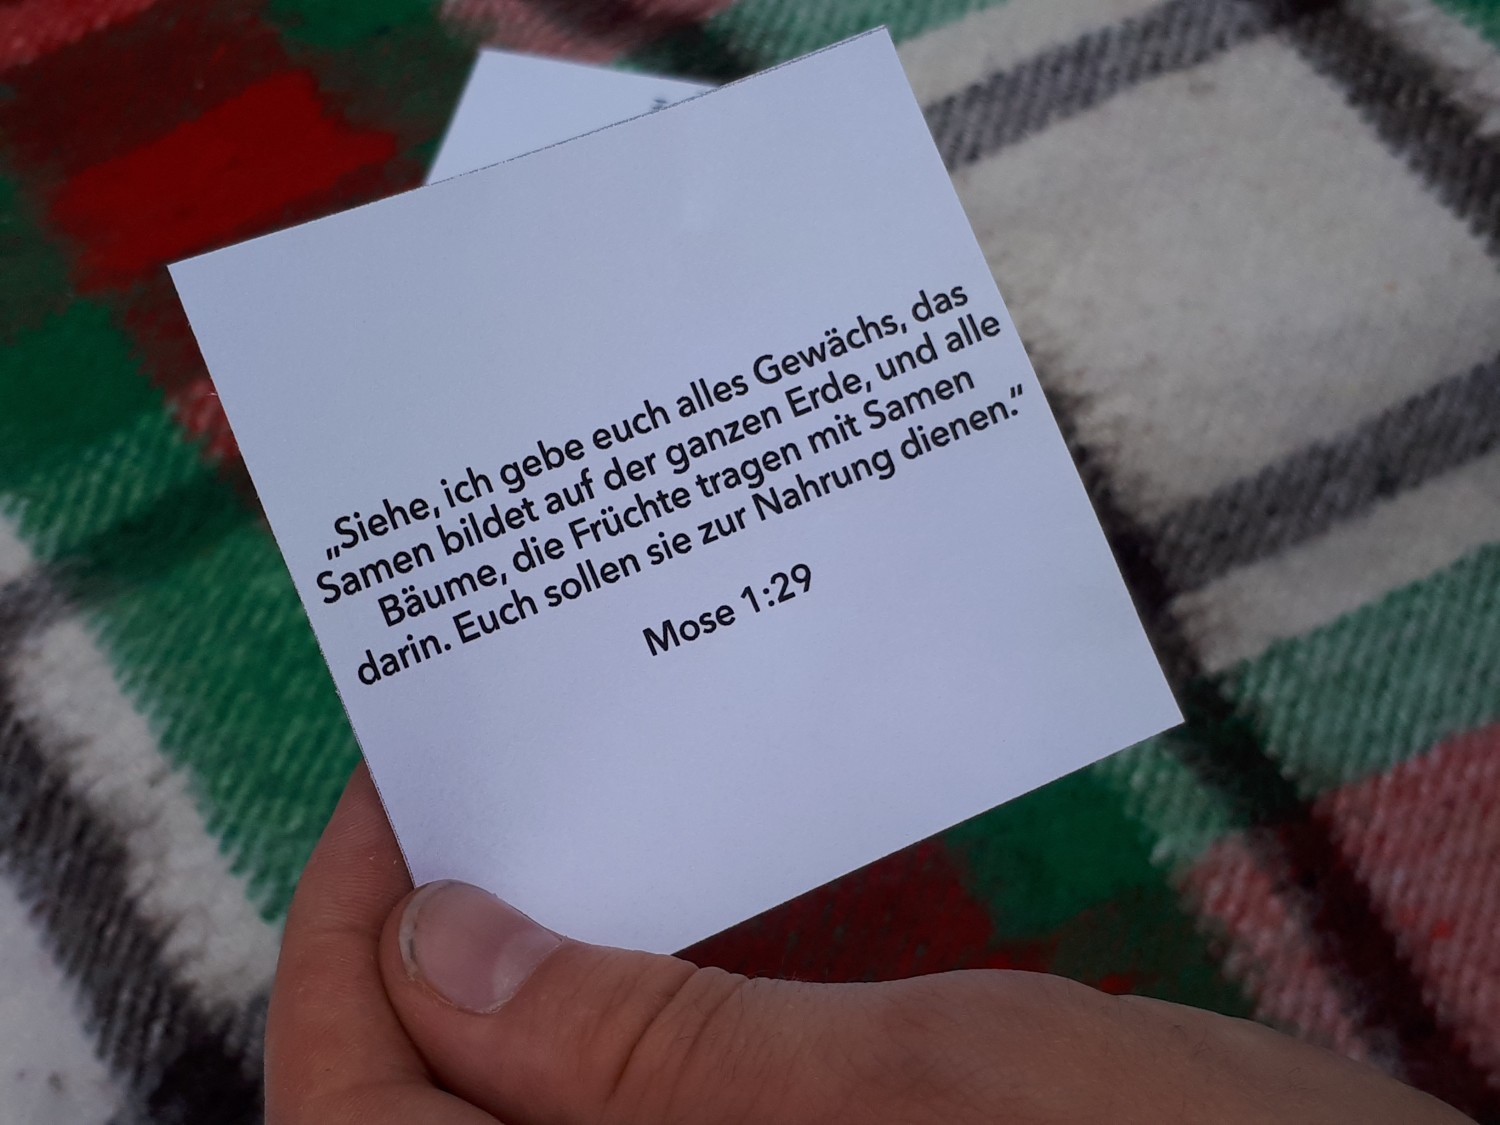 „Siehe, ich gebe euch alles Gewächs, das
Samen bildet auf der ganzen Erde, und alle
Bäume, die Früchte tragen mit Samen
darin. Euch sollen sie zur Nahrung dienen.“
Mose 1:29